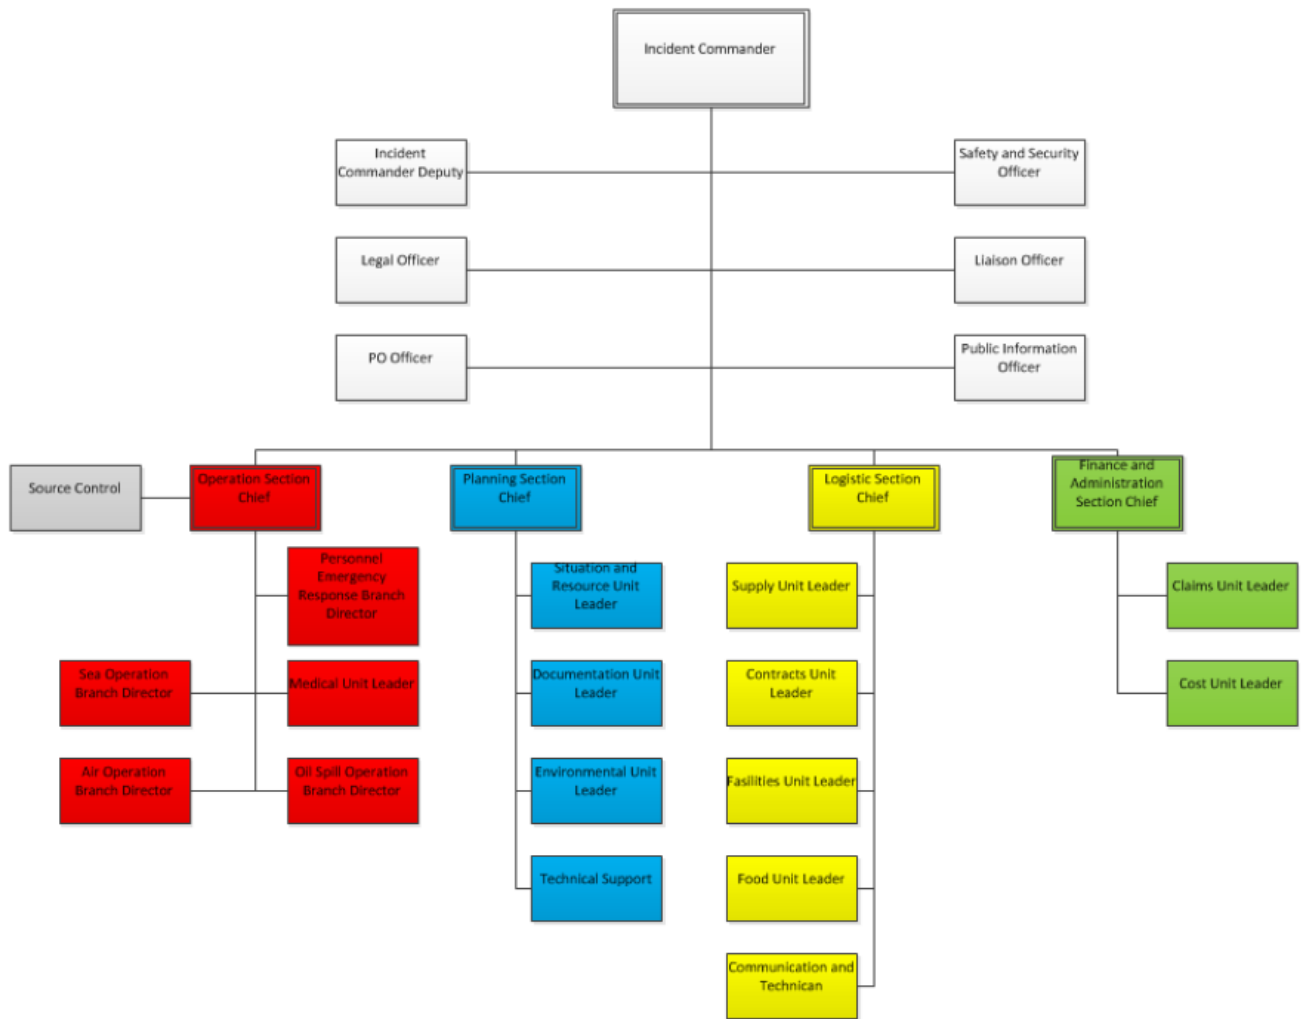 Incident Commander
Incident
Commander Deputy
Safety and Security
Officer
Legal Officer
Liaison Officer
PO Officer
Public Information
Officer
Source Control
Operation Section
Chief
Planning Section
Chief
Logistic Section
Chief
Finance and
Administration
Section Chief
Personnel
Emergency
Response Branch
Director
Situation and
Resource Unit
Leader
Supply Unit Leader
Claims Unit Leader
Sea Operation
Branch Director
Medical Unit Leader
Documentation Unit
Leader
Contracts Unit
Leader
Cost Unit Leader
Air Operation
Branch Director
Oil Spill Operation
Branch Director
Environmental Unit
Leader
Fasilities Unit Leader
Technical Support
Food Unit Leader
Communication and
Technican